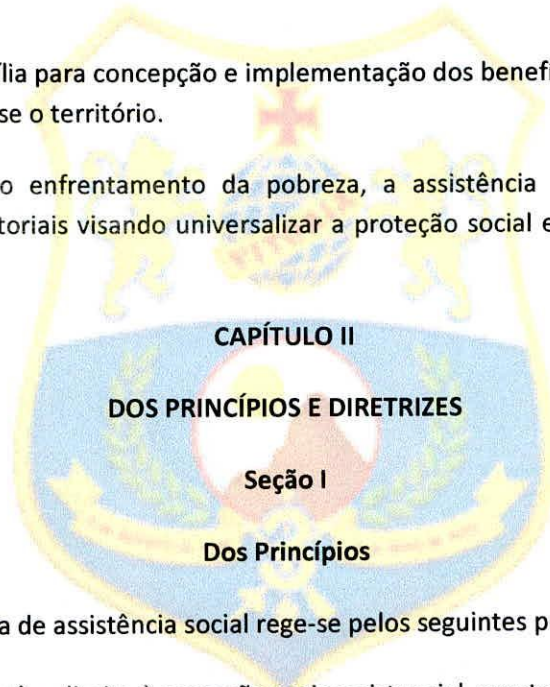 ília para concepção e implementação dos benefí
se o território.
o enfrentamento da pobreza, a assistência
toriais visando universalizar a proteção social e
CAPÍTULO II
DOS PRINCÍPIOS E DIRETRIZES
Seção I
Dos Princípios
a de assistência social rege-se pelos seguintes p